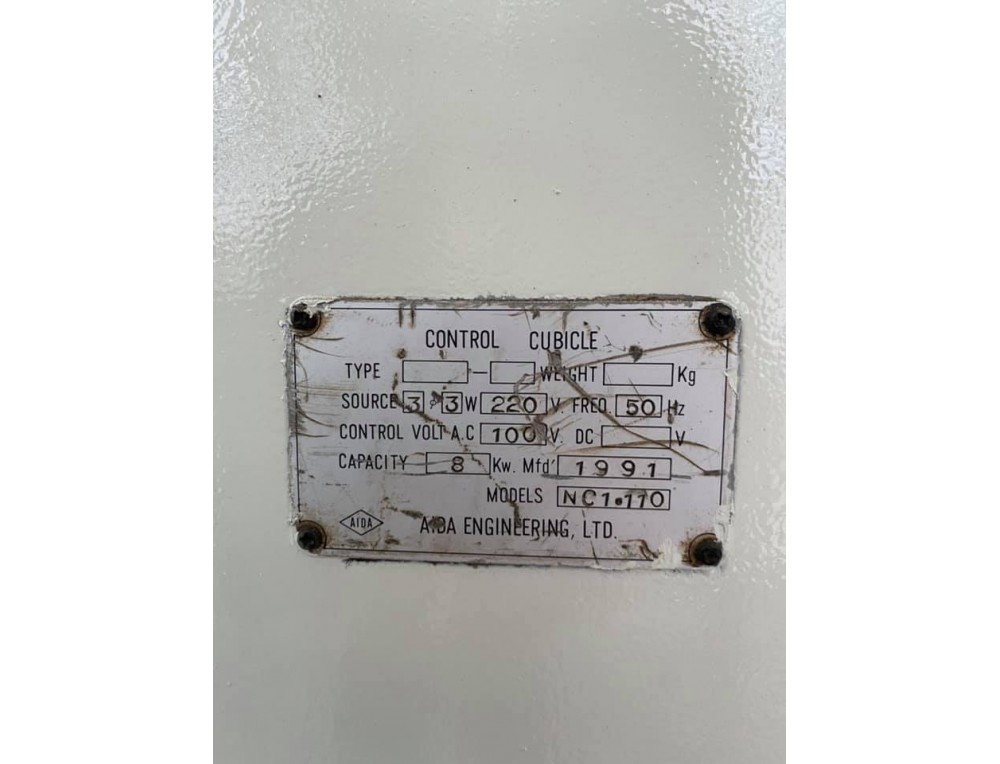 CONTROL CUBICLE
TYPE - WEIGHT Kg
SOURCE 3 φ 3 W 220 V. FREQ. 50 Hz
CONTROL VOLT A.C 100 V. DC V
CAPACITY 8 Kw. Mfd' 1991
MODELS NC1•110
AIDA AIDA ENGINEERING, LTD.